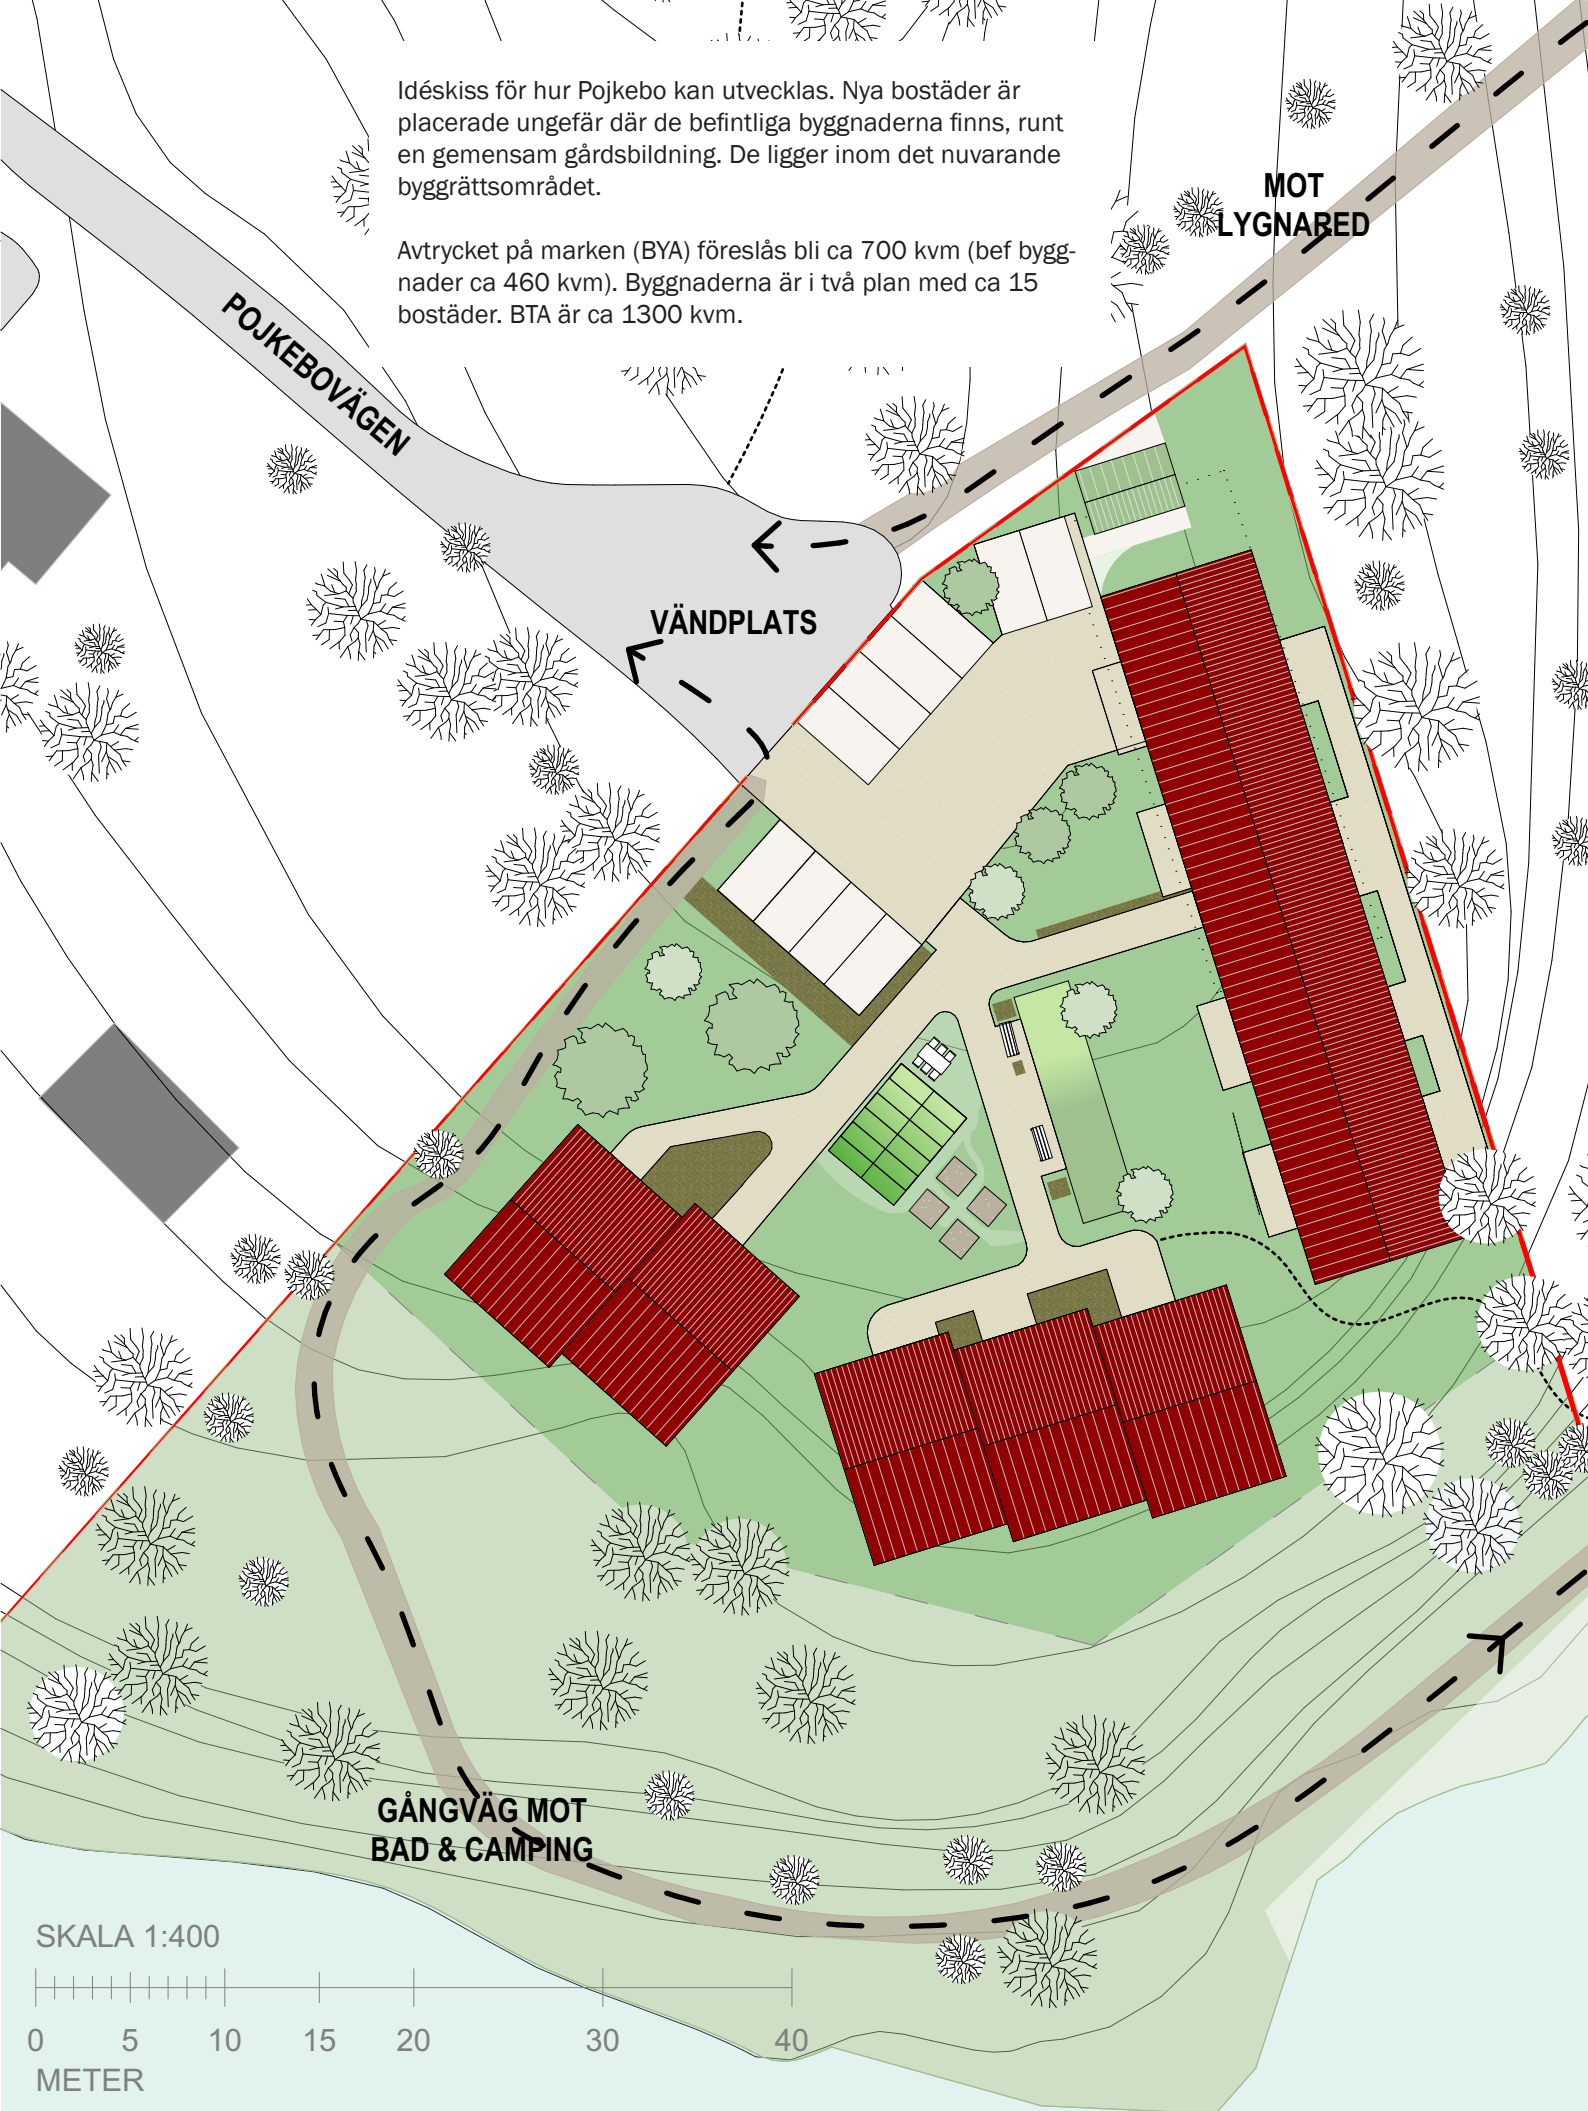 Idéskiss för hur Pojkebo kan utvecklas. Nya bostäder är
placerade ungefär där de befintliga byggnaderna finns, runt
en gemensam gårdsbildning. De ligger inom det nuvarande
byggrättsområdet.
Avtrycket på marken (BYA) föreslås bli ca 700 kvm (bef bygg-
nader ca 460 kvm). Byggnaderna är i två plan med ca 15
bostäder. BTA är ca 1300 kvm.
MOT
LYGNARED
POJKEBOVÄGEN
VÄNDPLATS
GÅNGVÄG MOT
BAD & CAMPING
SKALA 1:400
0 5 10 15 20 30 40
METER